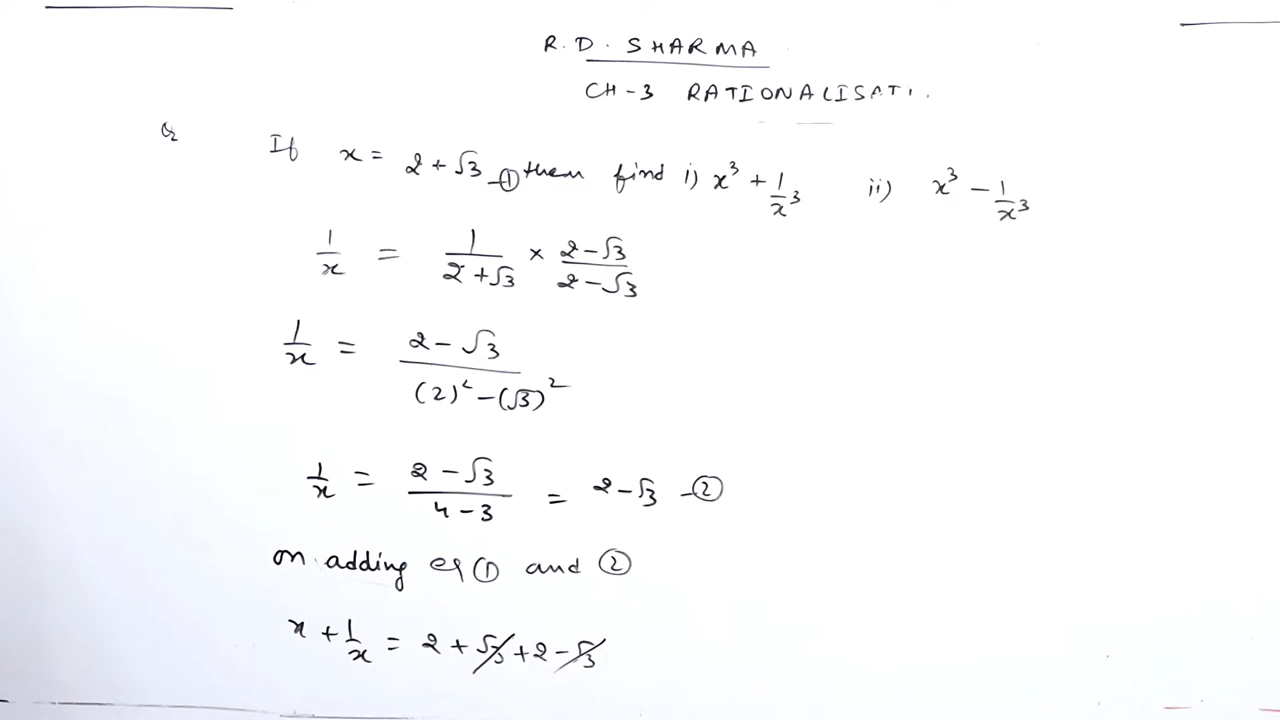 R. D. SHARMA
CH-3 RATIONALISATI
Q If x = 2 + √3 -① then find i) x³ + 1/x³ ii) x³ - 1/x³
1/x = 1/(2 + √3) × (2 - √3)/(2 - √3)
1/x = (2 - √3)/((2)² - (√3)²)
1/x = (2 - √3)/(4 - 3) = 2 - √3 -②
on adding eq ① and ②
x + 1/x = 2 + √3 + 2 - √3